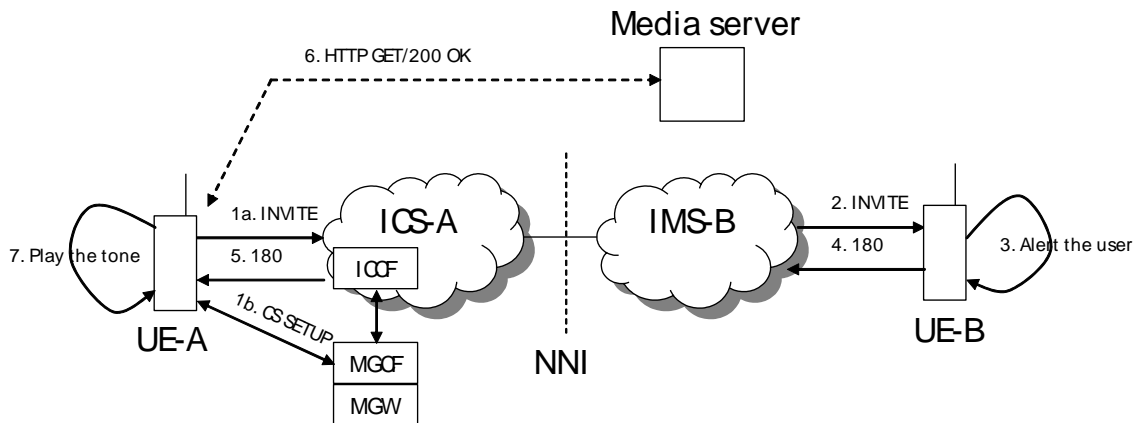 Media server
6. HTTP GET/200 OK
1a. INVITE
ICS-A
IMS-B
2. INVITE
7. Play the tone
5. 180
4. 180
3. Alert the user
ICCF
1b. CS SETUP
UE-A
UE-B
MGCF
NNI
MGW